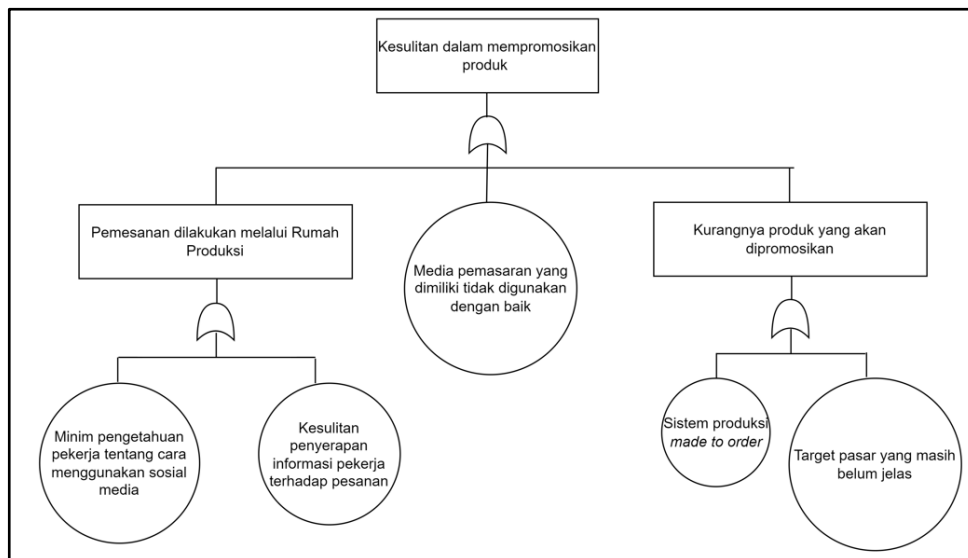 Kesulitan dalam mempromosikan
produk
Pemesanan dilakukan melalui Rumah
Produksi
Media pemasaran yang
dimiliki tidak digunakan
dengan baik
Kurangnya produk yang akan
dipromosikan
Minim pengetahuan
pekerja tentang cara
menggunakan sosial
media
Kesulitan
penyerapan
informasi pekerja
terhadap pesanan
Sistem produksi
made to order
Target pasar yang masih
belum jelas